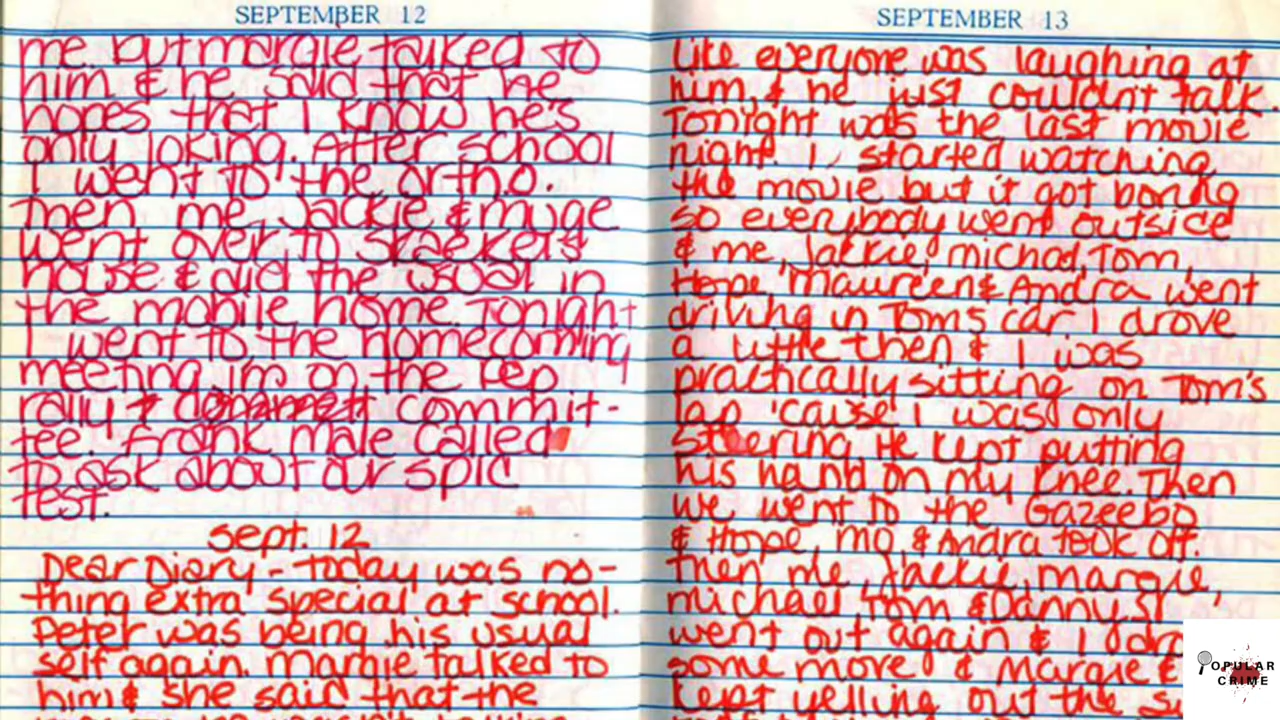 SEPTEMBER 12
me. but margie talked to
him & he said that he
hopes that I know he's
only joking. After school
I went to the ortho.
Then me, Jackie & muge
went over to
house & did the usual in
the mobile home. Tonight
I went to the homecoming
meeting. im on the pep
rally & commit-
tee. Frank male called
to ask about our spic
test.
sept. 12
Dear Diary - today was no-
thing extra special at school.
Peter was being his usual
self again. margie talked to
him & she said that the
SEPTEMBER 13
like everyone was laughing at
him, & he just couldnt talk.
Tonight was the last movie
night. I started watching
the movie but it got boring
so everybody went outside
& me, Jackie, michael, Tom,
Hope, maureen & Andra went
driving in Tom's car I drove
a little then & I was
practically sitting on Tom's
lap 'cause I was only
steering. He kept putting
his hand on my knee. Then
we went to the Gazeebo
& Hope, mo, & Andra took off.
Then me, Jackie, margie,
michael, Tom & Danny
went out again & I
some more & Margie &
kept yelling out the
POPULAR
CRIME